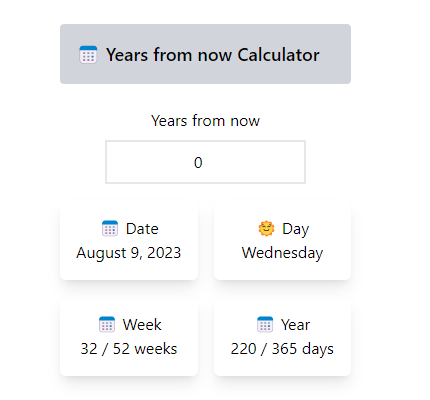 Years from now Calculator
Years from now
0
Date
August 9, 2023
Day
Wednesday
Week
32 / 52 weeks
Year
220 / 365 days